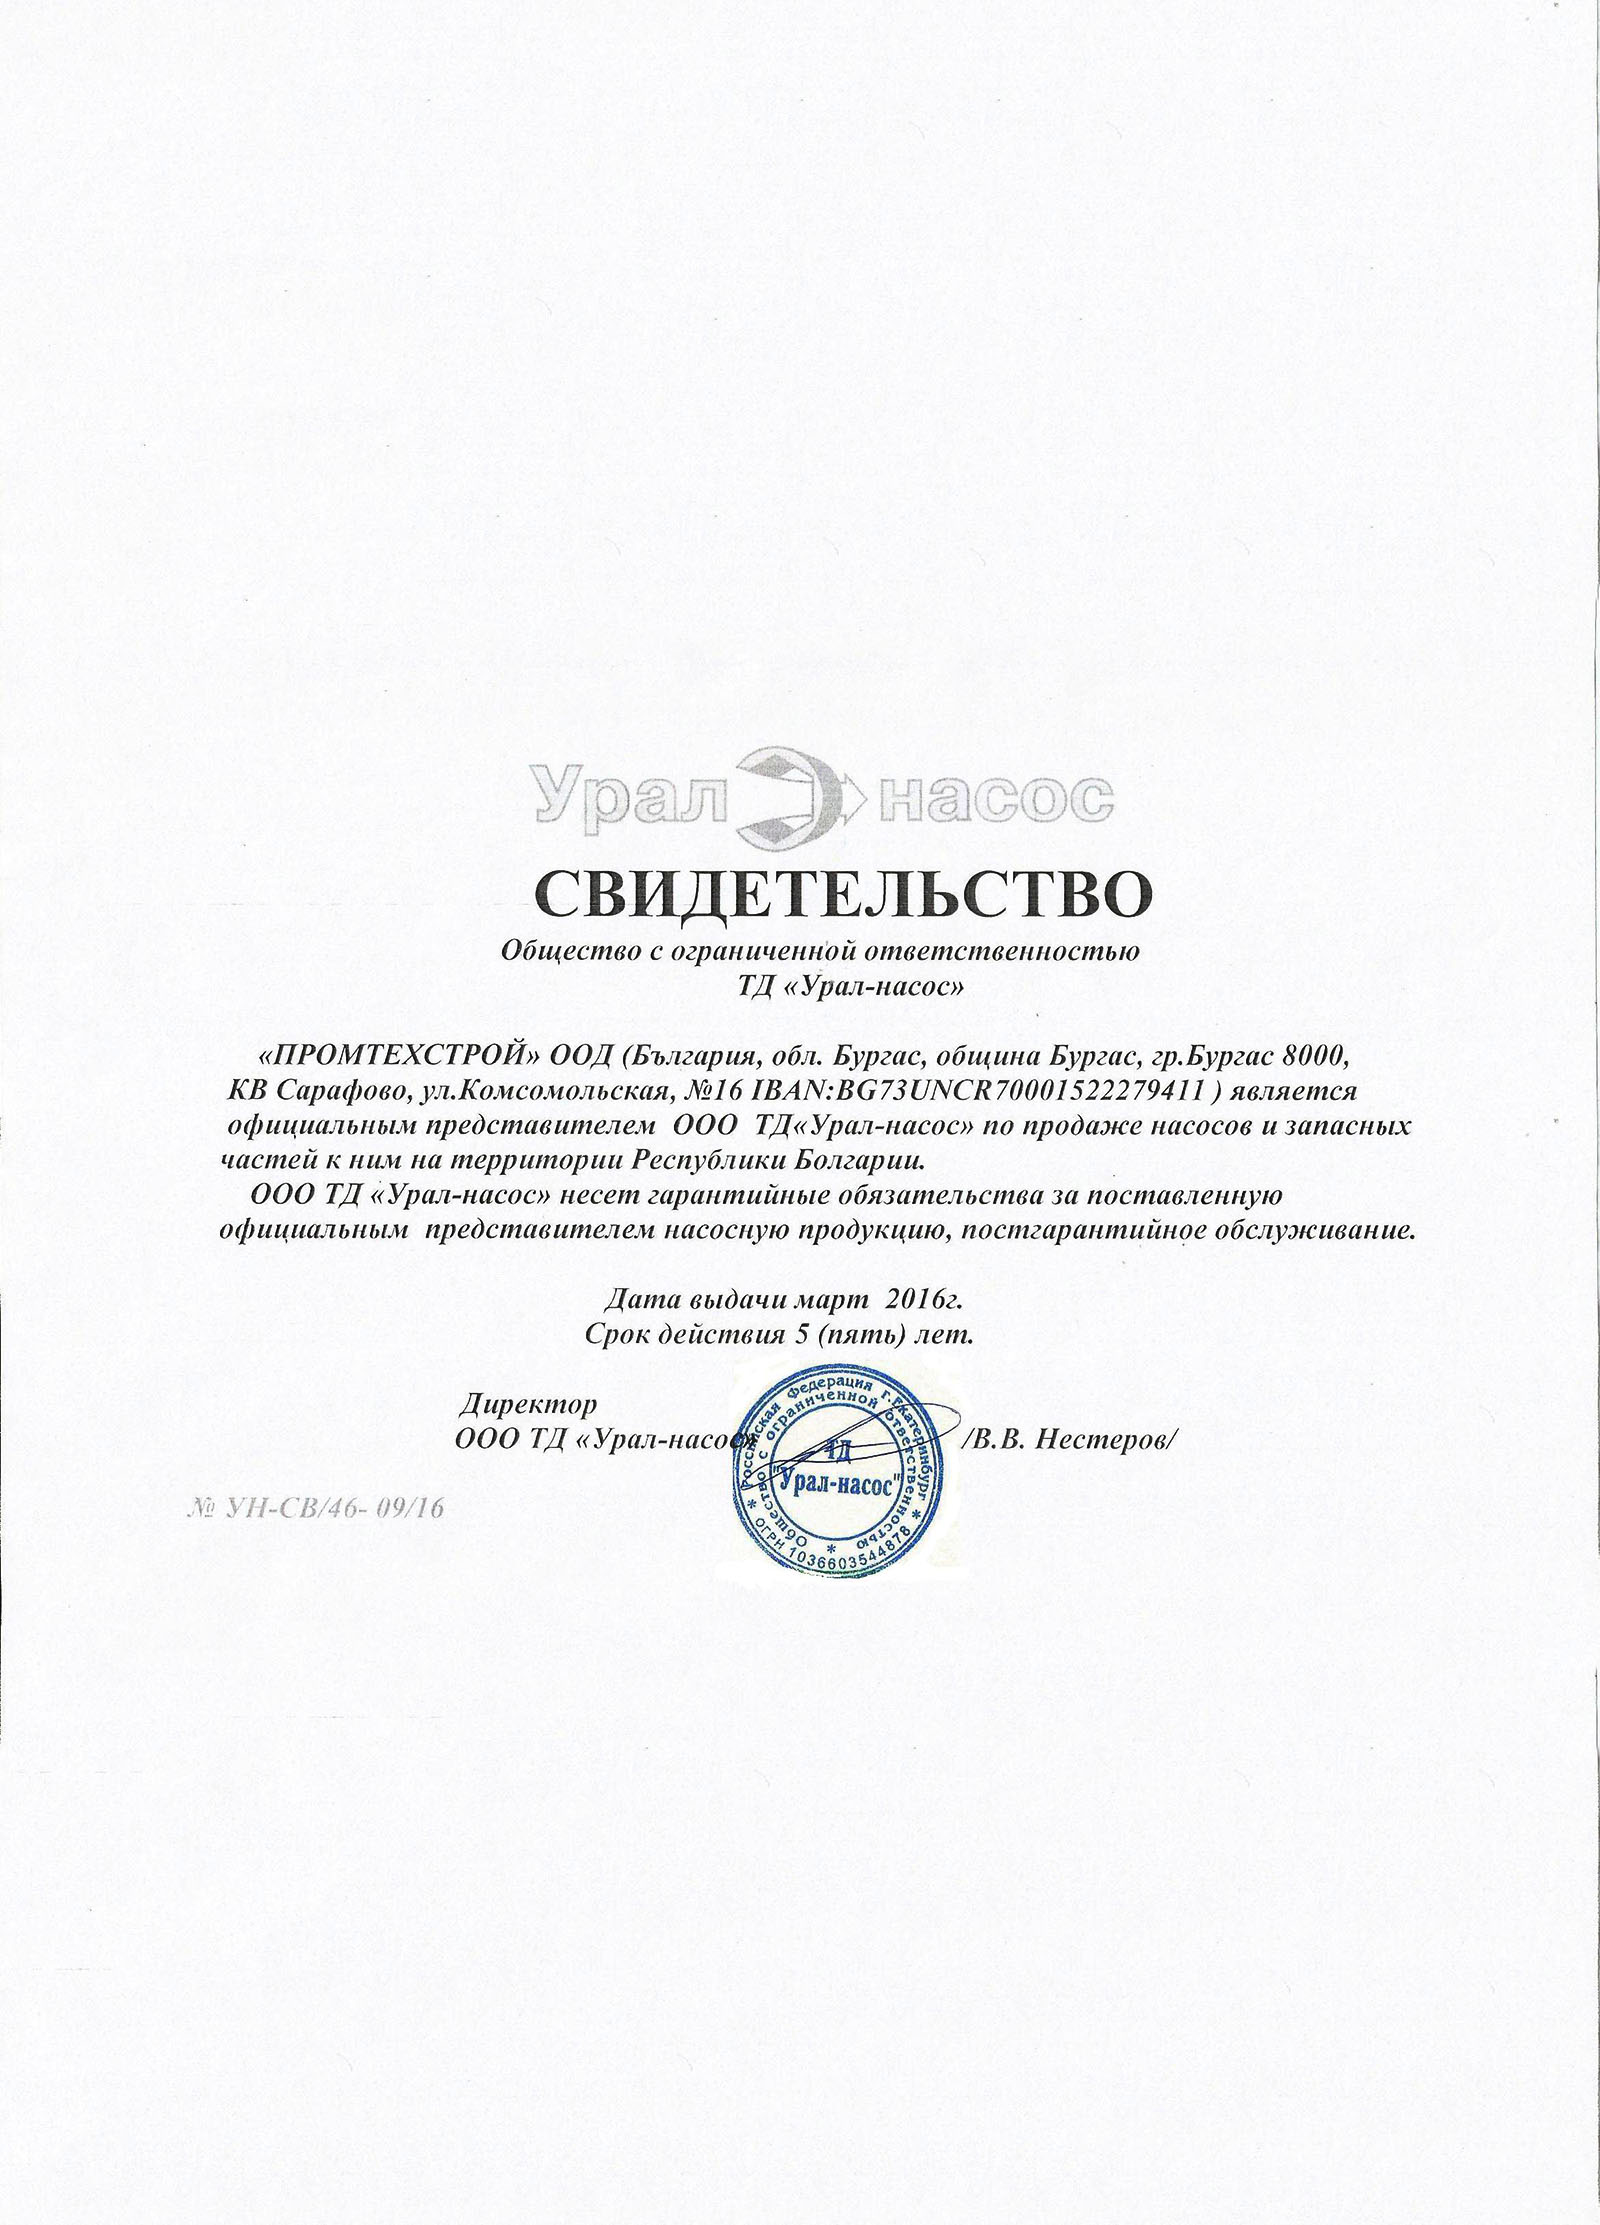 Урал насос
СВИДЕТЕЛЬСТВО
Общество с ограниченной ответственностью
ТД «Урал-насос»
«ПРОМТЕХСТРОЙ» ООД (България, обл. Бургас, община Бургас, гр.Бургас 8000,
КВ Сарафово, ул.Комсомольская, №16 IBAN:BG73UNCR70001522279411 ) является
официальным представителем ООО ТД«Урал-насос» по продаже насосов и запасных
частей к ним на территории Республики Болгарии.
ООО ТД «Урал-насос» несет гарантийные обязательства за поставленную
официальным представителем насосную продукцию, постгарантийное обслуживание.
Дата выдачи март 2016г.
Срок действия 5 (пять) лет.
Директор
ООО ТД «Урал-насос» /В.В. Нестеров/
Российская Федерация г.Екатеринбург * ОГРН 1036603544878 *
Общество с ограниченной ответственностью *
ТД
"Урал-насос"
№ УН-СВ/46- 09/16